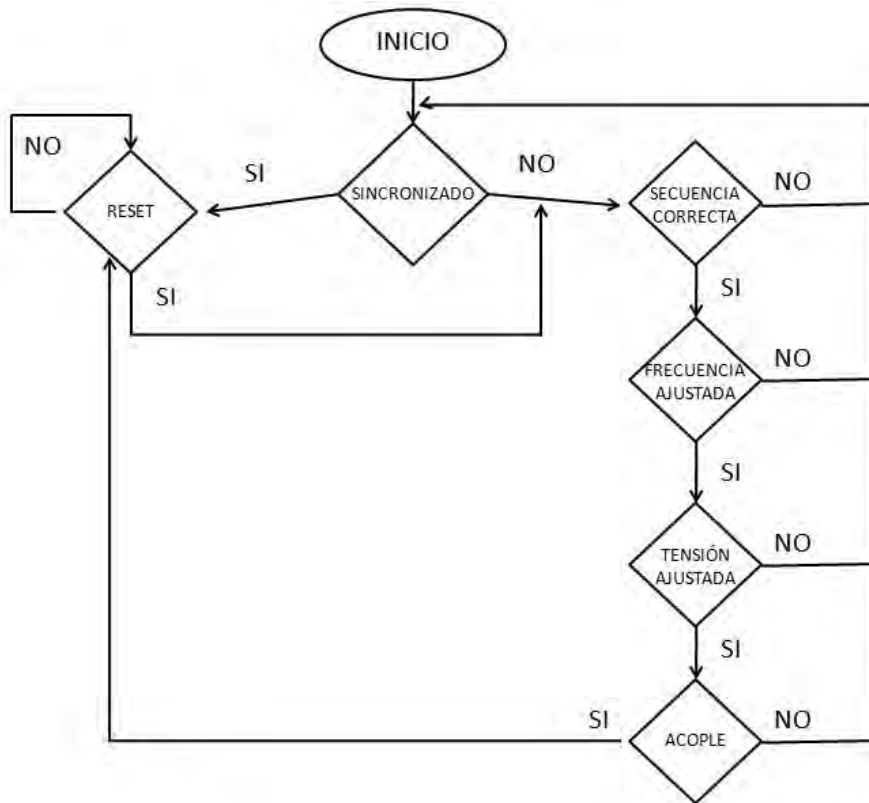 INICIO
NO
SI
SINCRONIZADO
NO
RESET
SECUENCIA
CORRECTA
NO
SI
SI
FRECUENCIA
AJUSTADA
NO
SI
TENSIÓN
AJUSTADA
NO
SI
SI
ACOPLE
NO